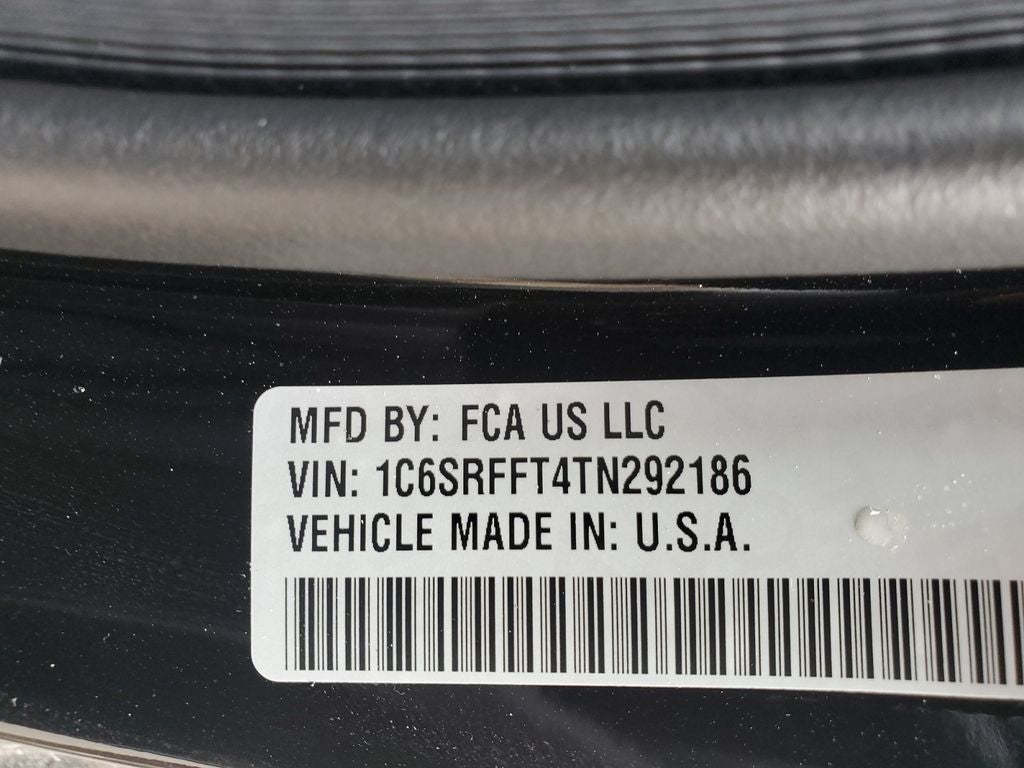 MFD BY: FCA US LLC
VIN: 1C6SRFFT4TN292186
VEHICLE MADE IN: U.S.A.